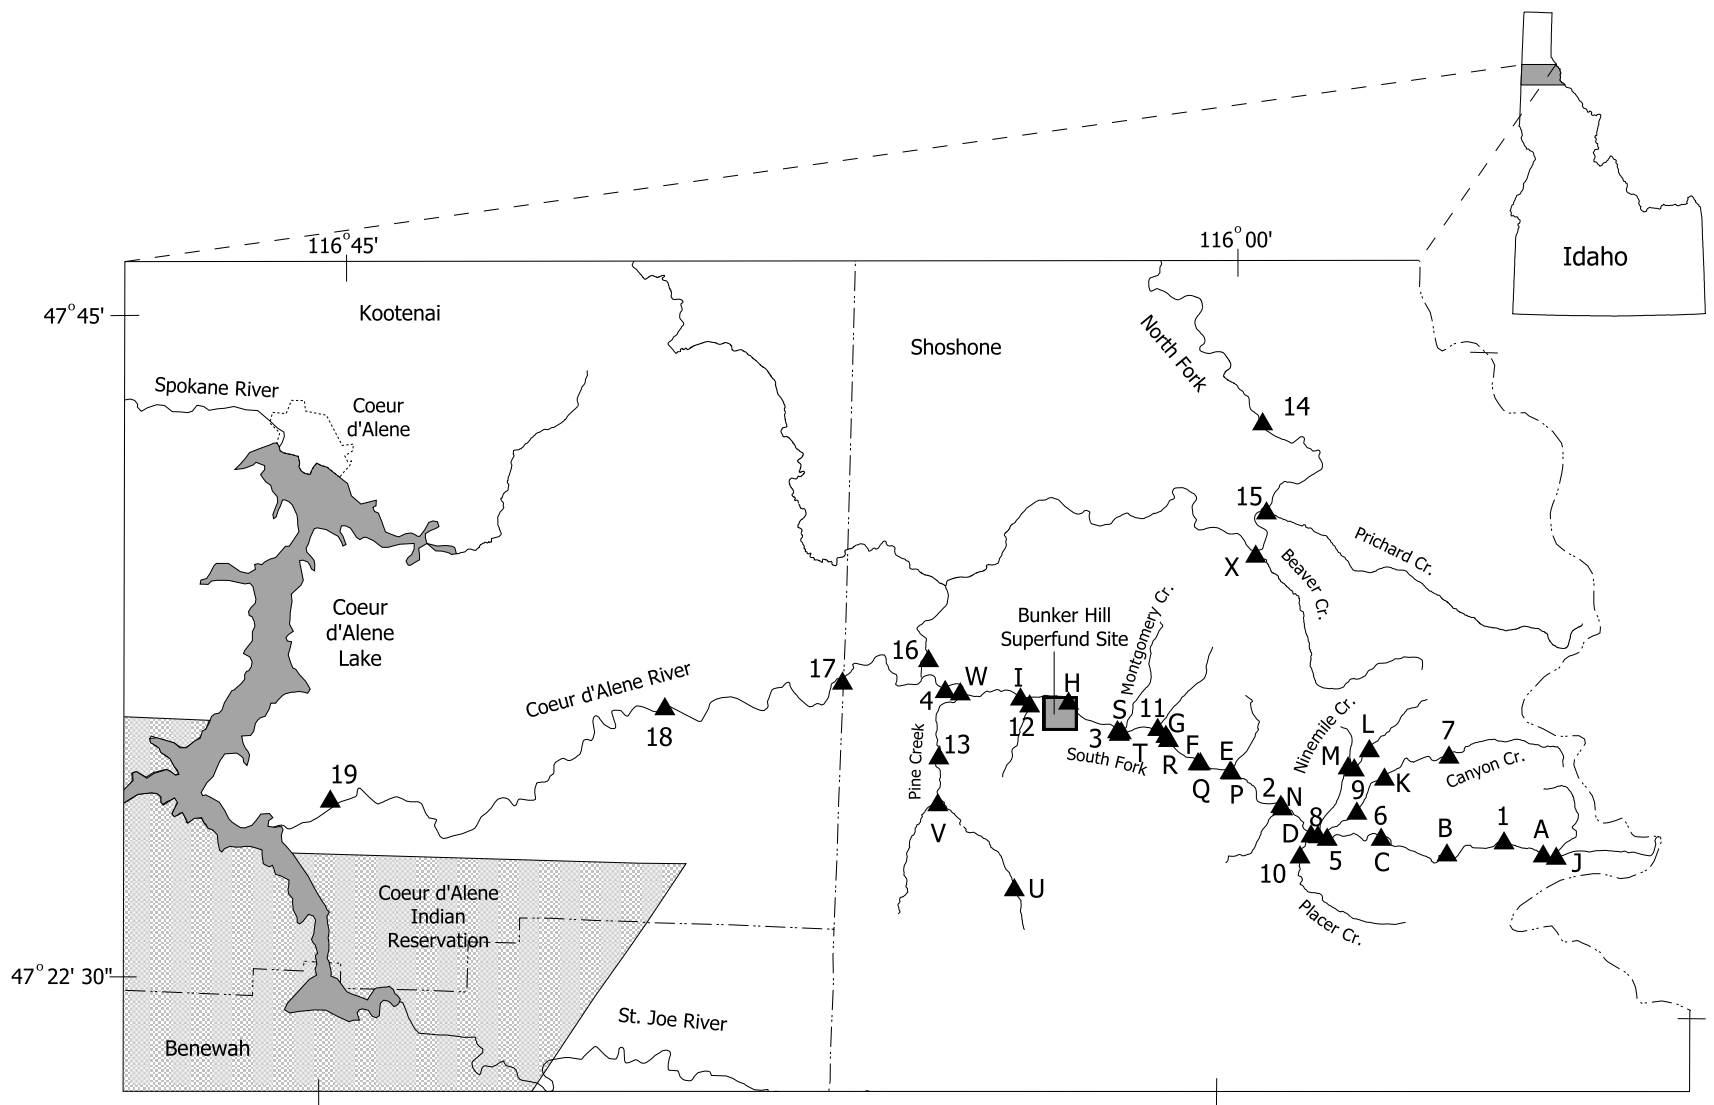 Idaho
116°45'
116°00'
47°45'
Kootenai
Shoshone
North Fork
Spokane River
Coeur
d'Alene
14
15
Prichard Cr.
X
Beaver Cr.
Coeur
d'Alene
Lake
Bunker Hill
Superfund Site
Montgomery Cr.
16
17
Coeur d'Alene River
W
4
I
12
H
S
3
T
11
G
R
F
Q
E
P
South Fork
18
19
Pine Creek
13
V
U
2
N
Ninemile Cr.
L
M
7
K
Canyon Cr.
9
D
8
5
6
C
B
1
A
J
10
Placer Cr.
Coeur d'Alene
Indian
Reservation
47°22' 30"
St. Joe River
Benewah